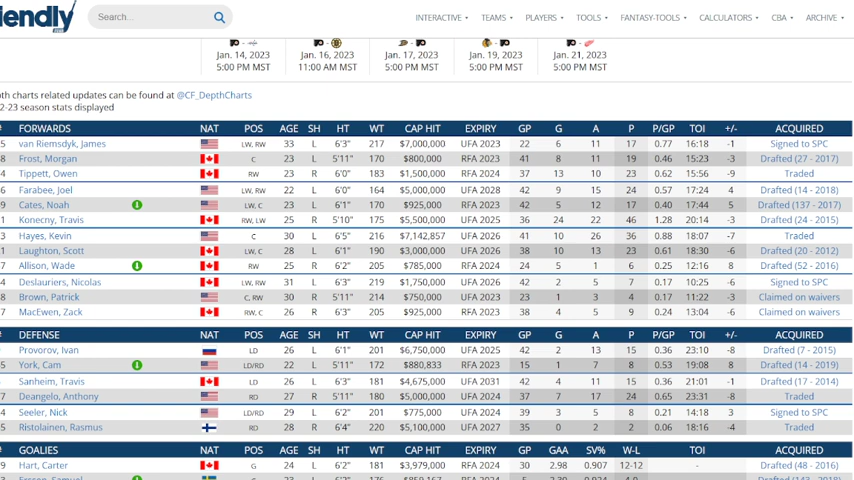 iendly
Search...
INTERACTIVE TEAMS PLAYERS TOOLS FANTASY-TOOLS CALCULATORS CBA ARCHIVE
Jan. 14, 2023 Jan. 16, 2023 Jan. 17, 2023 Jan. 19, 2023 Jan. 21, 2023
5:00 PM MST 11:00 AM MST 5:00 PM MST 5:00 PM MST 5:00 PM MST
th charts related updates can be found at @CF_DepthCharts
2-23 season stats displayed
FORWARDS NAT POS AGE SH HT WT CAP HIT EXPIRY GP G A P P/GP TOI +/- ACQUIRED
5 van Riemsdyk, James LW, RW 33 L 6'3" 217 $7,000,000 UFA 2023 22 6 11 17 0.77 16:18 -1 Signed to SPC
8 Frost, Morgan C 23 L 5'11" 170 $800,000 RFA 2023 41 8 11 19 0.46 15:23 -3 Drafted (27 - 2017)
4 Tippett, Owen RW 23 R 6'0" 183 $1,500,000 RFA 2024 37 13 10 23 0.62 15:56 -9 Traded
6 Farabee, Joel LW, RW 22 L 6'0" 164 $5,000,000 UFA 2028 42 9 15 24 0.57 17:24 4 Drafted (14 - 2018)
9 Cates, Noah LW, C 23 L 6'1" 170 $925,000 RFA 2023 42 5 12 17 0.40 17:44 5 Drafted (137 - 2017)
1 Konecny, Travis RW, LW 25 R 5'10" 175 $5,500,000 UFA 2025 36 24 22 46 1.28 20:14 -3 Drafted (24 - 2015)
3 Hayes, Kevin C 30 L 6'5" 216 $7,142,857 UFA 2026 41 10 26 36 0.88 18:07 -7 Traded
1 Laughton, Scott LW, C 28 L 6'1" 190 $3,000,000 UFA 2026 38 10 13 23 0.61 18:30 -6 Drafted (20 - 2012)
7 Allison, Wade RW 25 R 6'2" 205 $785,000 RFA 2024 24 5 1 6 0.25 12:16 8 Drafted (52 - 2016)
4 Deslauriers, Nicolas LW, RW 31 L 6'3" 219 $1,750,000 UFA 2026 42 2 5 7 0.17 10:25 -6 Signed to SPC
8 Brown, Patrick C, RW 30 R 5'11" 214 $750,000 UFA 2023 23 1 3 4 0.17 11:22 -3 Claimed on waivers
7 MacEwen, Zack RW, C 26 R 6'3" 205 $925,000 RFA 2023 38 4 5 9 0.24 13:04 -6 Claimed on waivers
DEFENSE NAT POS AGE SH HT WT CAP HIT EXPIRY GP G A P P/GP TOI +/- ACQUIRED
Provorov, Ivan LD 26 L 6'1" 201 $6,750,000 UFA 2025 42 2 13 15 0.36 23:10 -8 Drafted (7 - 2015)
5 York, Cam LD/RD 22 L 5'11" 172 $880,833 RFA 2024 15 1 7 8 0.53 19:08 8 Drafted (14 - 2019)
Sanheim, Travis LD 26 L 6'3" 181 $4,675,000 UFA 2031 42 4 11 15 0.36 21:01 -1 Drafted (17 - 2014)
7 Deangelo, Anthony RD 27 R 5'11" 180 $5,000,000 UFA 2024 37 7 17 24 0.65 23:31 -8 Traded
4 Seeler, Nick LD/RD 29 L 6'2" 201 $775,000 UFA 2024 39 3 5 8 0.21 14:18 3 Signed to SPC
5 Ristolainen, Rasmus RD 28 R 6'4" 220 $5,100,000 UFA 2027 35 0 2 2 0.06 18:16 -4 Traded
GOALIES NAT POS AGE SH HT WT CAP HIT EXPIRY GP GAA SV% W-L TOI ACQUIRED
9 Hart, Carter G 24 L 6'2" 181 $3,979,000 RFA 2024 30 2.98 0.907 12-12 - Drafted (48 - 2016)